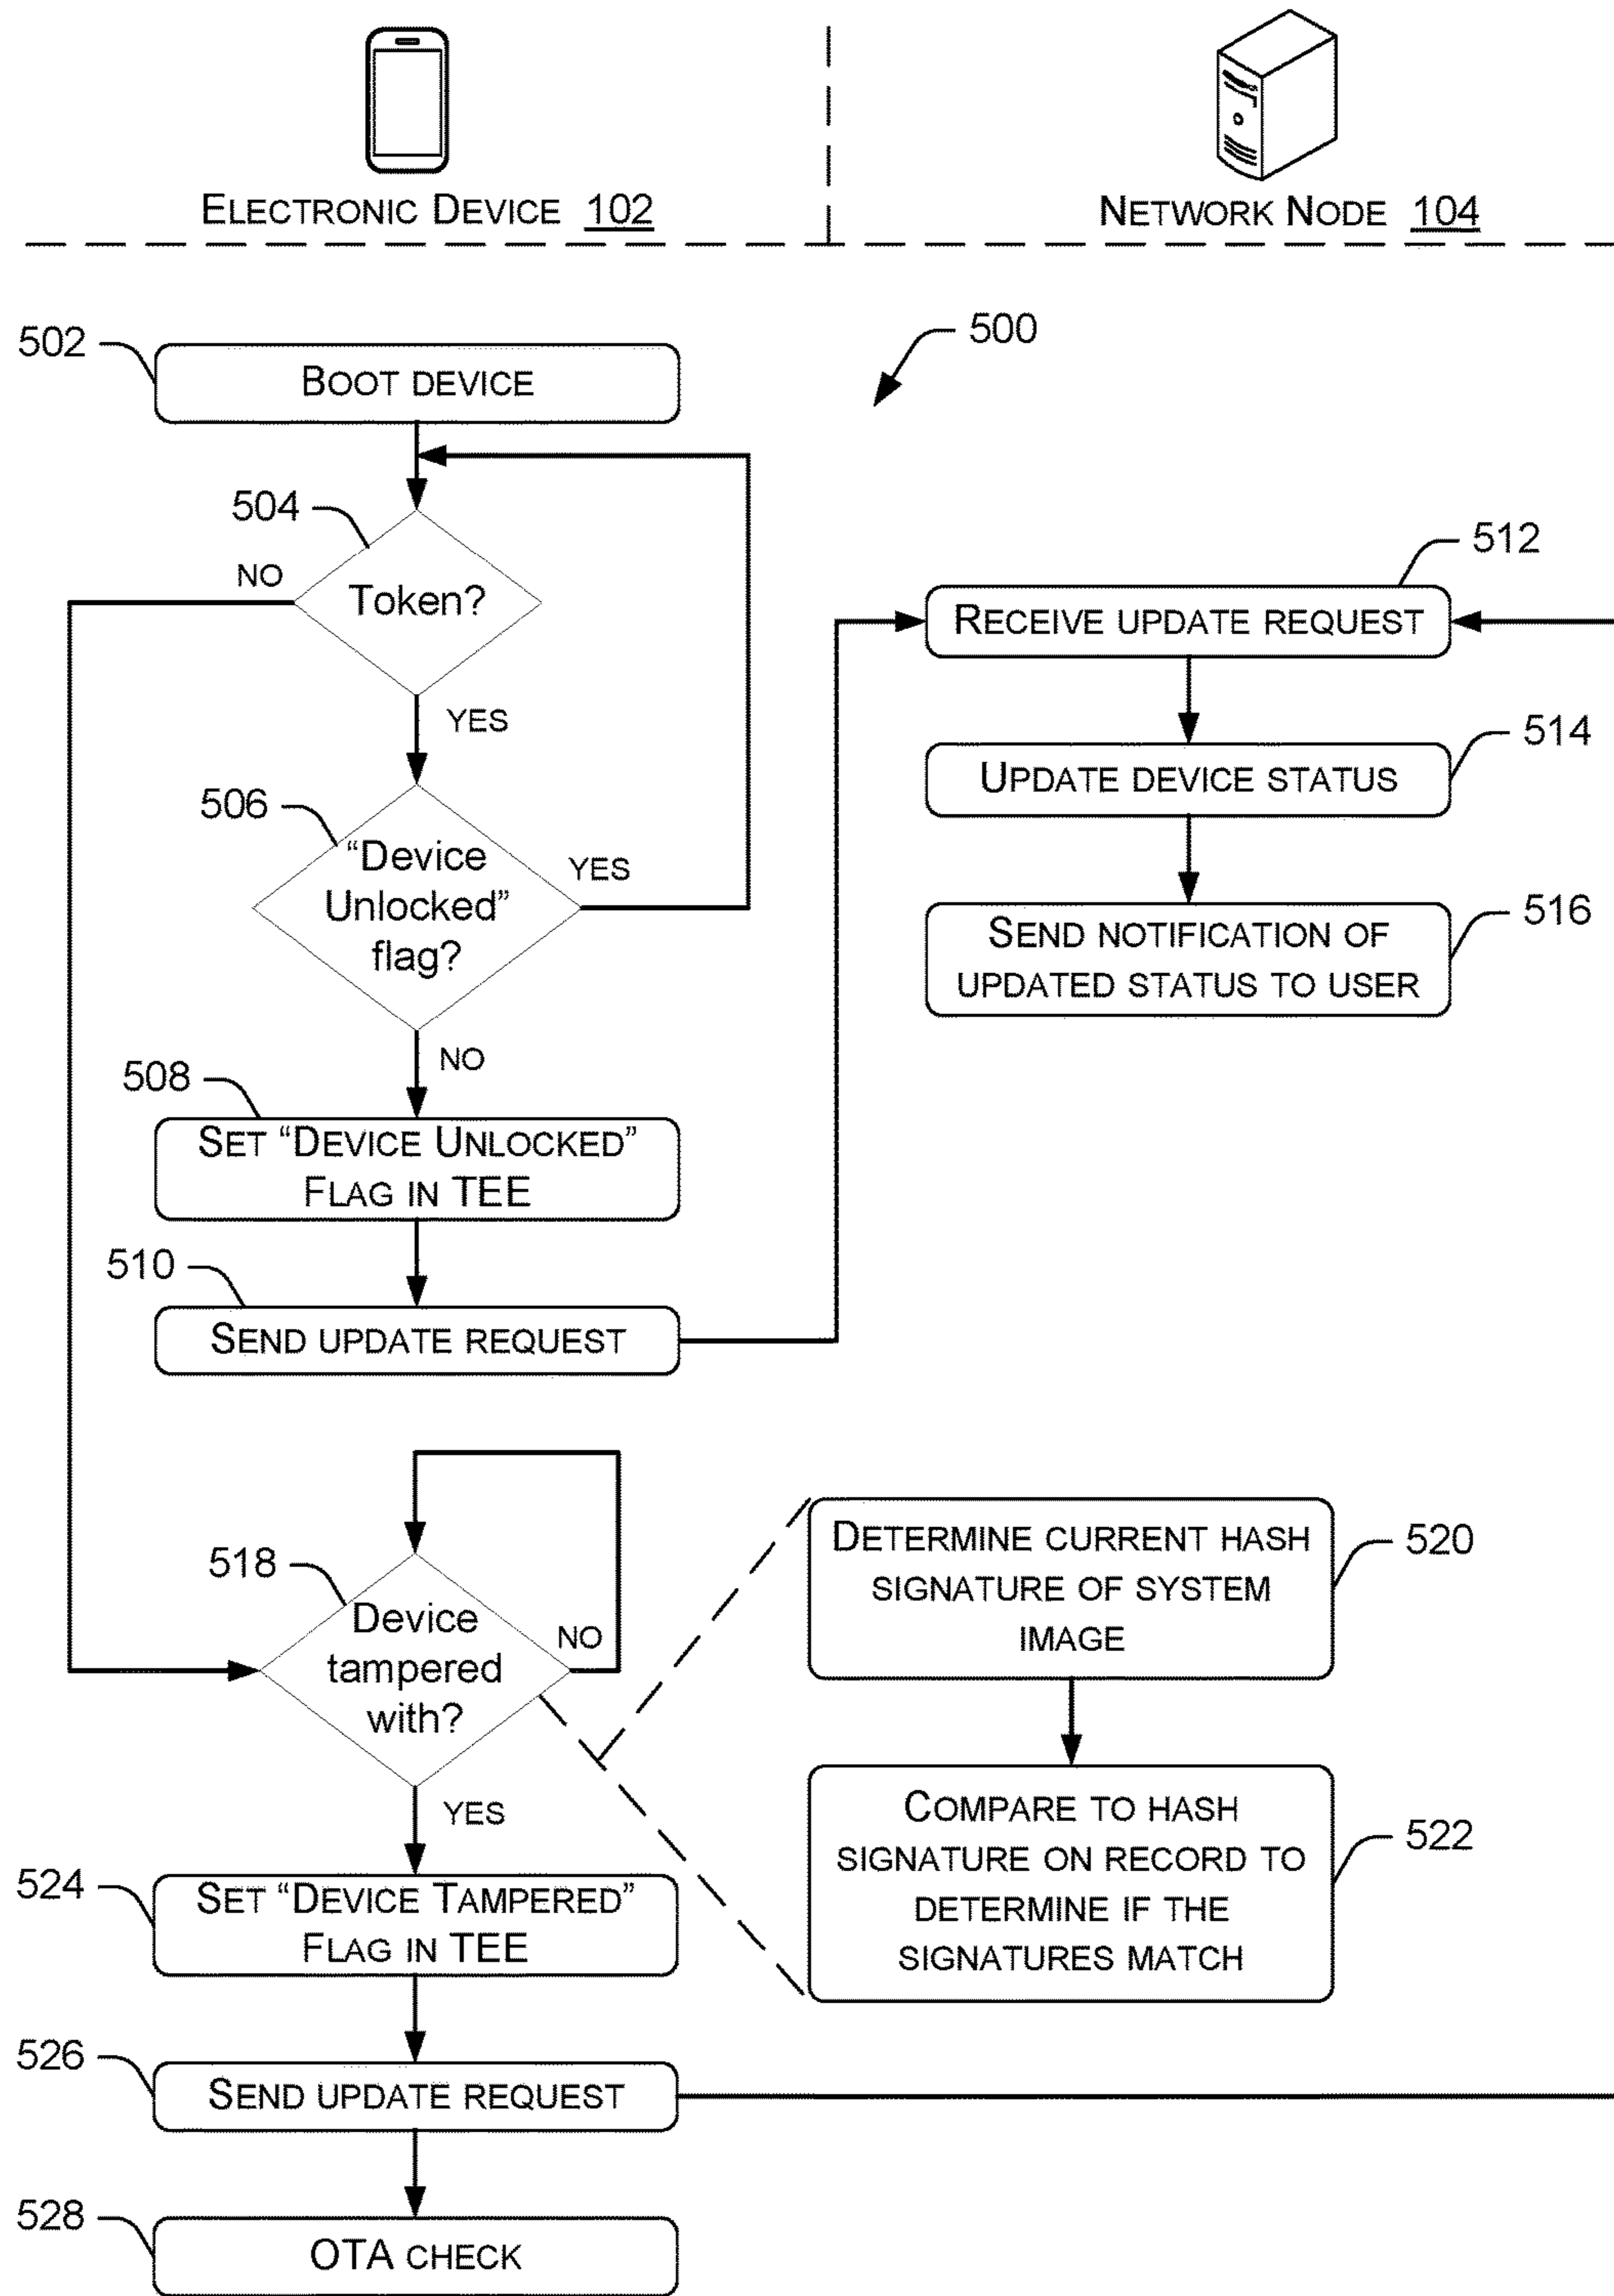 ELECTRONIC DEVICE 102
NETWORK NODE 104
500
502
BOOT DEVICE
504
NO
Token?
YES
506
“Device
Unlocked”
flag?
YES
NO
508
SET “DEVICE UNLOCKED”
FLAG IN TEE
510
SEND UPDATE REQUEST
512
RECEIVE UPDATE REQUEST
514
UPDATE DEVICE STATUS
516
SEND NOTIFICATION OF
UPDATED STATUS TO USER
518
Device
tampered
with?
NO
YES
520
DETERMINE CURRENT HASH
SIGNATURE OF SYSTEM
IMAGE
522
COMPARE TO HASH
SIGNATURE ON RECORD TO
DETERMINE IF THE
SIGNATURES MATCH
524
SET “DEVICE TAMPERED”
FLAG IN TEE
526
SEND UPDATE REQUEST
528
OTA CHECK